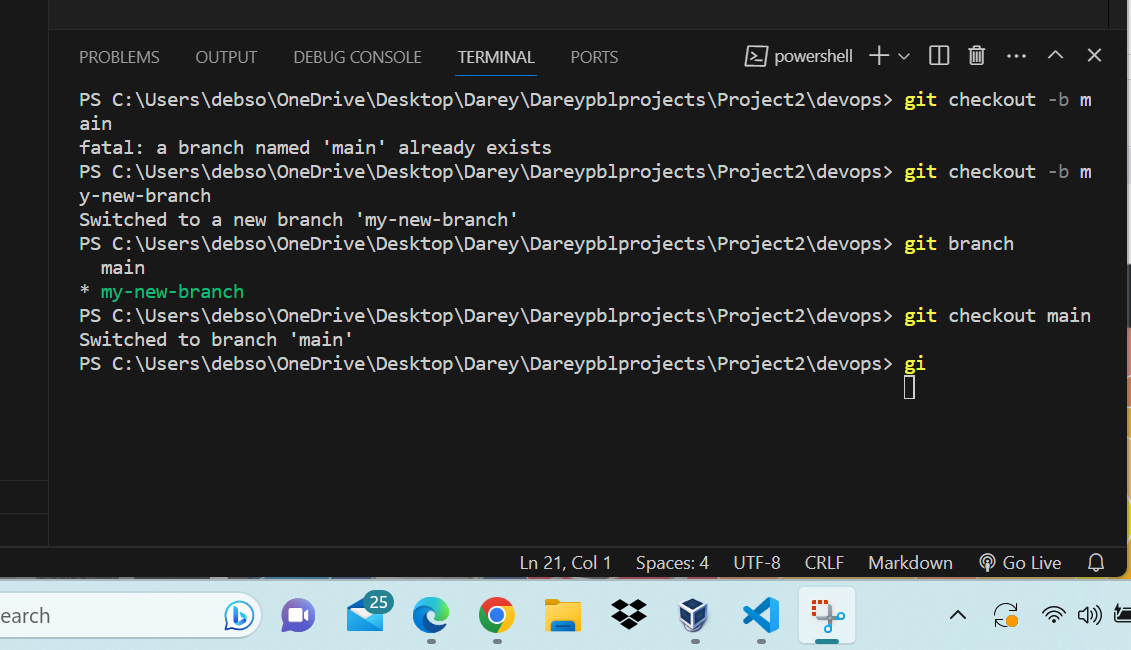 PROBLEMS OUTPUT DEBUG CONSOLE TERMINAL PORTS powershell
PS C:\Users\debso\OneDrive\Desktop\Darey\Dareypblprojects\Project2\devops> git checkout -b m
ain
fatal: a branch named 'main' already exists
PS C:\Users\debso\OneDrive\Desktop\Darey\Dareypblprojects\Project2\devops> git checkout -b m
y-new-branch
Switched to a new branch 'my-new-branch'
PS C:\Users\debso\OneDrive\Desktop\Darey\Dareypblprojects\Project2\devops> git branch
  main
* my-new-branch
PS C:\Users\debso\OneDrive\Desktop\Darey\Dareypblprojects\Project2\devops> git checkout main
Switched to branch 'main'
PS C:\Users\debso\OneDrive\Desktop\Darey\Dareypblprojects\Project2\devops> gi
Ln 21, Col 1 Spaces: 4 UTF-8 CRLF Markdown Go Live
earch 25